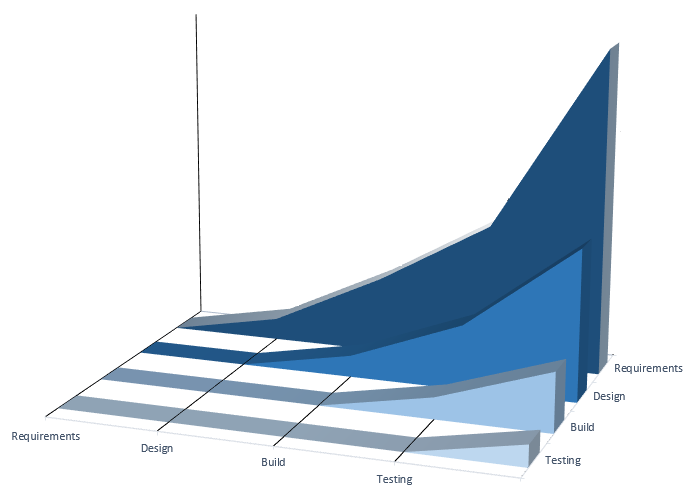 Requirements
Design
Build
Testing
Requirements
Design
Build
Testing